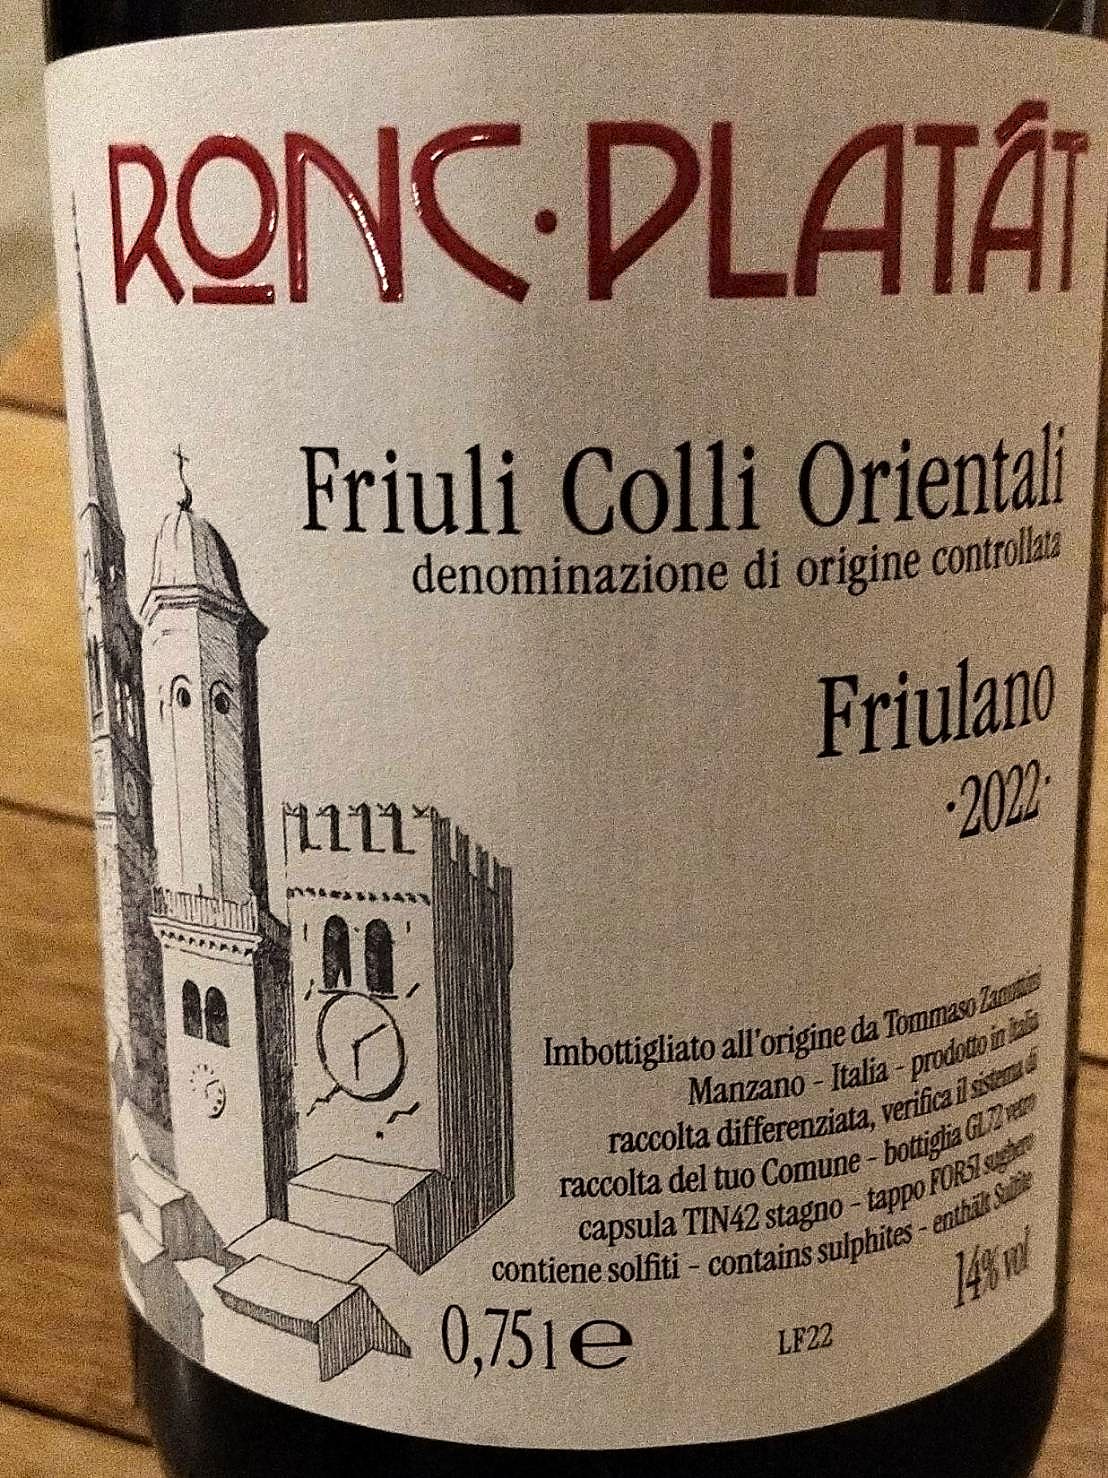 RONC·PLATÂT
Friuli Colli Orientali
denominazione di origine controllata
Friulano
·2022·
Imbottigliato all'origine da Tommaso
Manzano - Italia - prodotto in Italia
raccolta differenziata, verifica il sistema di
raccolta del tuo Comune - bottiglia GL72 vetro
capsula TIN42 stagno - tappo FOR51 sughero
contiene solfiti - contains sulphites - enthält Sulfite
14% vol
0,75 l e
LF22